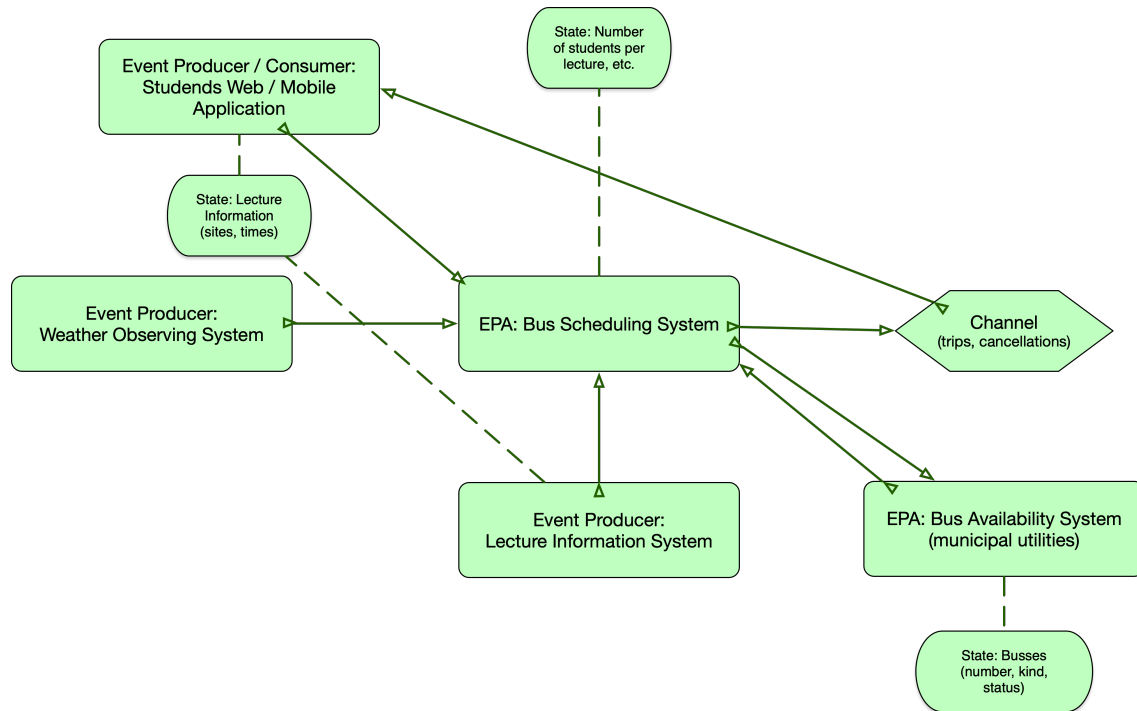 State: Number
of students per
lecture, etc.
Event Producer / Consumer:
Studends Web / Mobile
Application
State: Lecture
Information
(sites, times)
Event Producer:
Weather Observing System
EPA: Bus Scheduling System
Channel
(trips, cancellations)
Event Producer:
Lecture Information System
EPA: Bus Availability System
(municipal utilities)
State: Busses
(number, kind,
status)